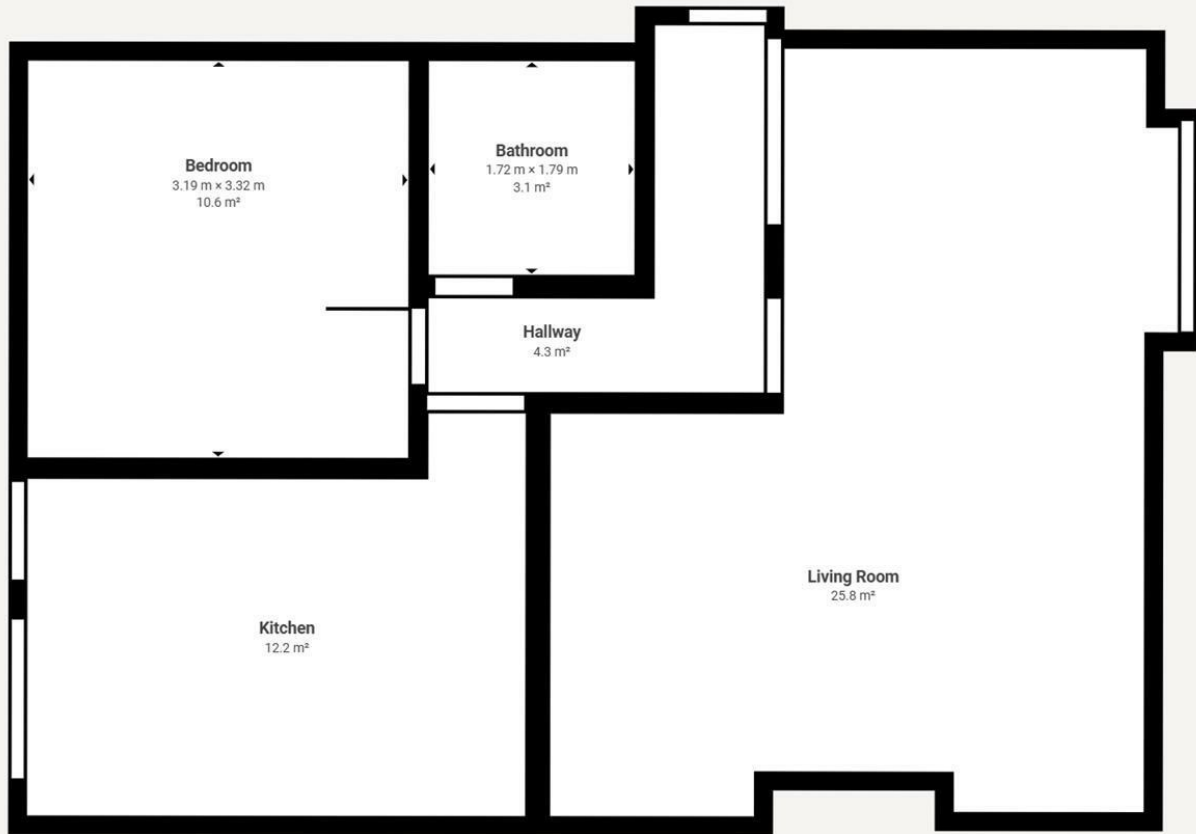 Bedroom
3.19 m × 3.32 m
10.6 m²
Bathroom
1.72 m × 1.79 m
3.1 m²
Hallway
4.3 m²
Living Room
25.8 m²
Kitchen
12.2 m²